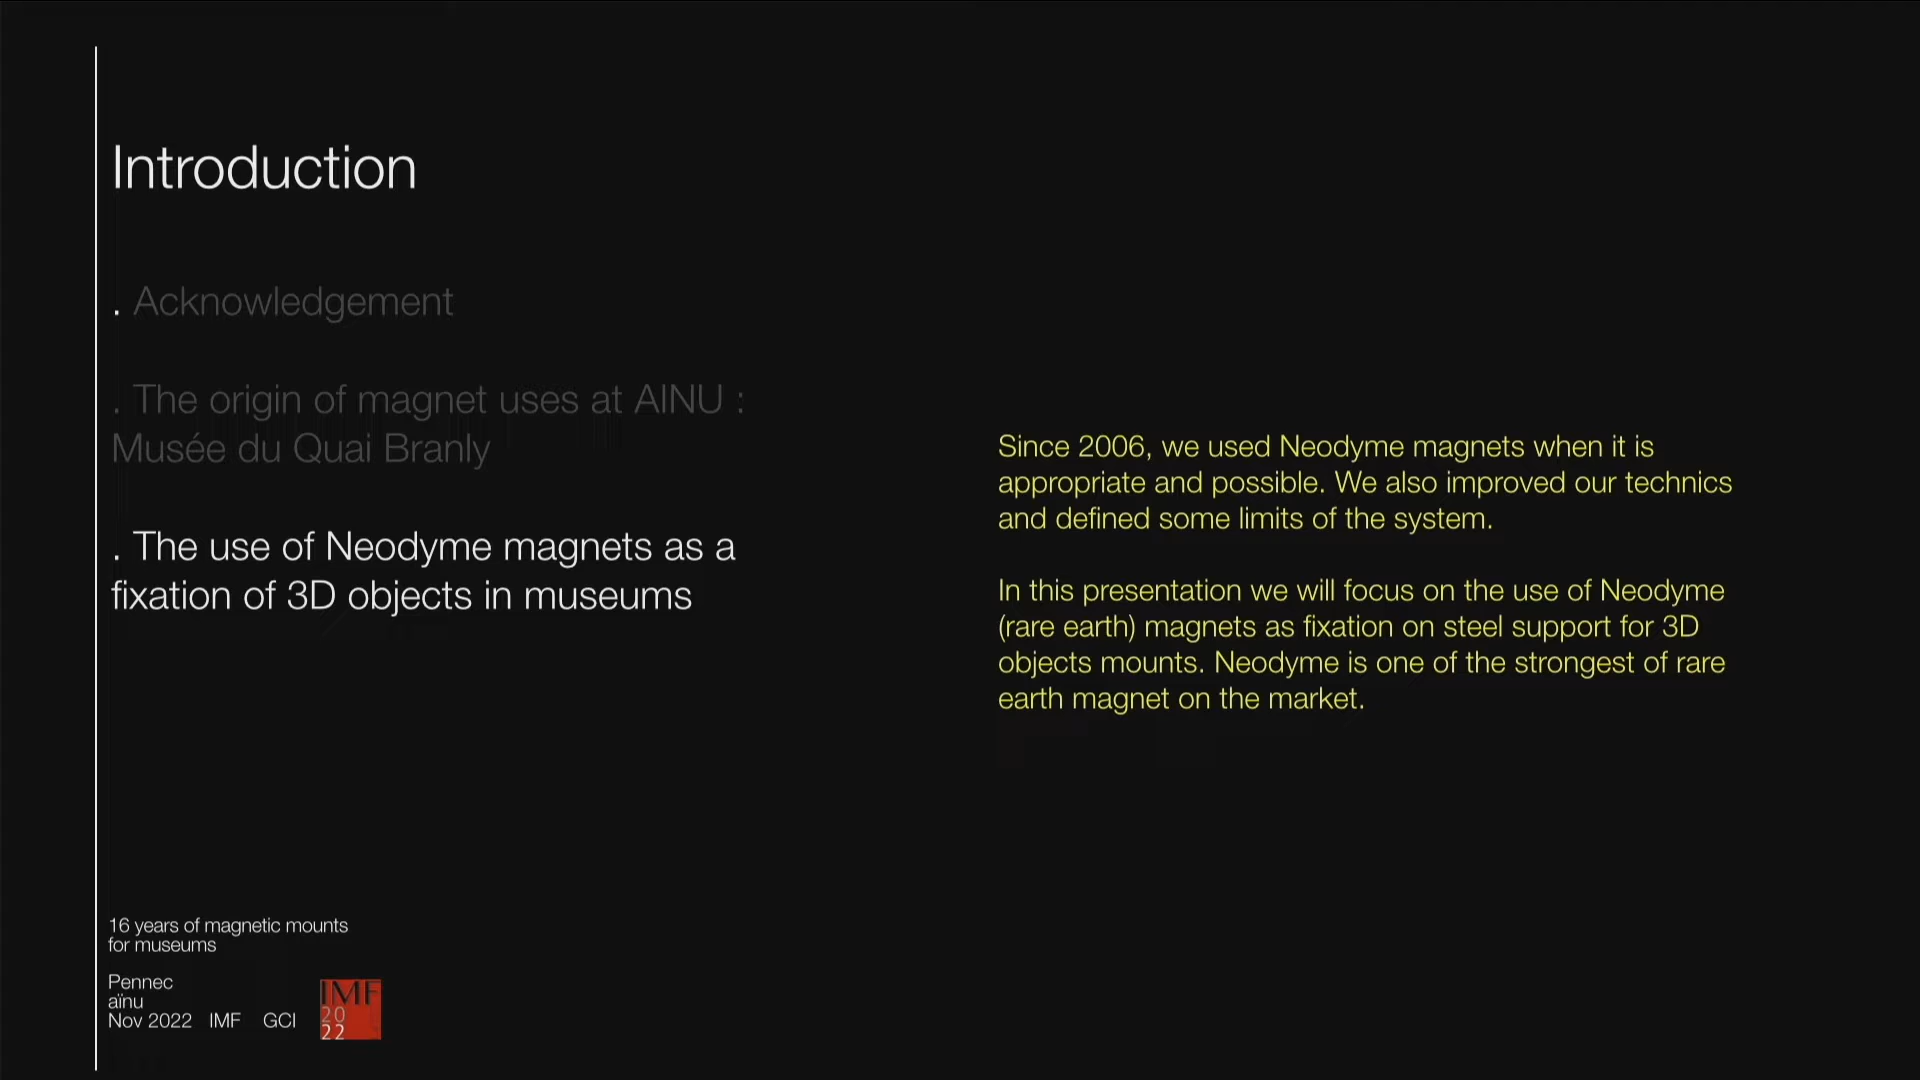 Introduction
. Acknowledgement
. The origin of magnet uses at AINU :
Musée du Quai Branly
. The use of Neodyme magnets as a
fixation of 3D objects in museums
Since 2006, we used Neodyme magnets when it is
appropriate and possible. We also improved our technics
and defined some limits of the system.
In this presentation we will focus on the use of Neodyme
(rare earth) magnets as fixation on steel support for 3D
objects mounts. Neodyme is one of the strongest of rare
earth magnet on the market.
16 years of magnetic mounts
for museums
Pennec
aïnu
Nov 2022 IMF GCI
IMF
20
22